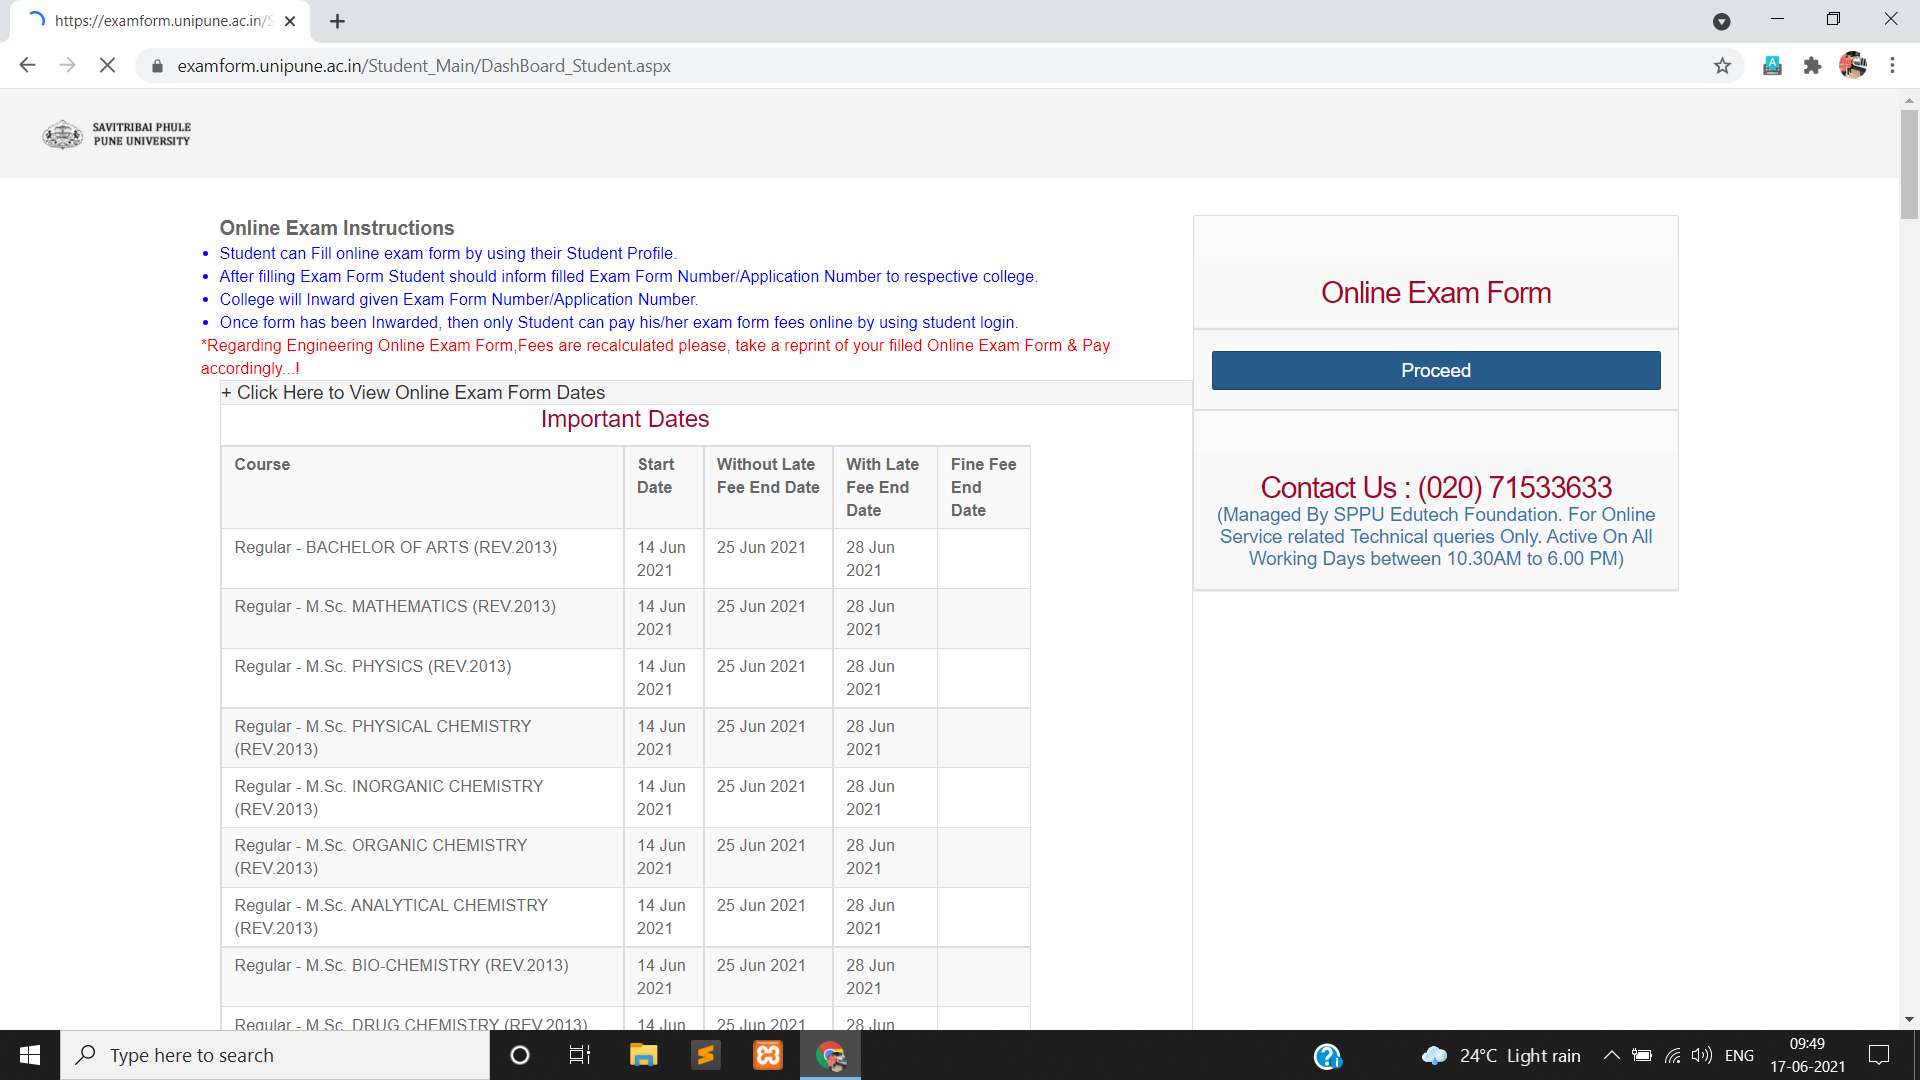 https://examform.unipune.ac.in/S
examform.unipune.ac.in/Student_Main/DashBoard_Student.aspx
SAVITRIBAI PHULE
PUNE UNIVERSITY
Online Exam Instructions
• Student can Fill online exam form by using their Student Profile.
• After filling Exam Form Student should inform filled Exam Form Number/Application Number to respective college.
• College will Inward given Exam Form Number/Application Number.
• Once form has been Inwarded, then only Student can pay his/her exam form fees online by using student login.
*Regarding Engineering Online Exam Form,Fees are recalculated please, take a reprint of your filled Online Exam Form & Pay
accordingly...!
+ Click Here to View Online Exam Form Dates
Important Dates
Course Start Date Without Late Fee End Date With Late Fee End Date Fine Fee End Date
Regular - BACHELOR OF ARTS (REV.2013) 14 Jun 2021 25 Jun 2021 28 Jun 2021
Regular - M.Sc. MATHEMATICS (REV.2013) 14 Jun 2021 25 Jun 2021 28 Jun 2021
Regular - M.Sc. PHYSICS (REV.2013) 14 Jun 2021 25 Jun 2021 28 Jun 2021
Regular - M.Sc. PHYSICAL CHEMISTRY (REV.2013) 14 Jun 2021 25 Jun 2021 28 Jun 2021
Regular - M.Sc. INORGANIC CHEMISTRY (REV.2013) 14 Jun 2021 25 Jun 2021 28 Jun 2021
Regular - M.Sc. ORGANIC CHEMISTRY (REV.2013) 14 Jun 2021 25 Jun 2021 28 Jun 2021
Regular - M.Sc. ANALYTICAL CHEMISTRY (REV.2013) 14 Jun 2021 25 Jun 2021 28 Jun 2021
Regular - M.Sc. BIO-CHEMISTRY (REV.2013) 14 Jun 2021 25 Jun 2021 28 Jun 2021
Regular - M.Sc. DRUG CHEMISTRY (REV.2013) 14 Jun 25 Jun 2021 28 Jun
Online Exam Form
Proceed
Contact Us : (020) 71533633
(Managed By SPPU Edutech Foundation. For Online
Service related Technical queries Only. Active On All
Working Days between 10.30AM to 6.00 PM)
Type here to search
24°C Light rain
ENG
09:49
17-06-2021